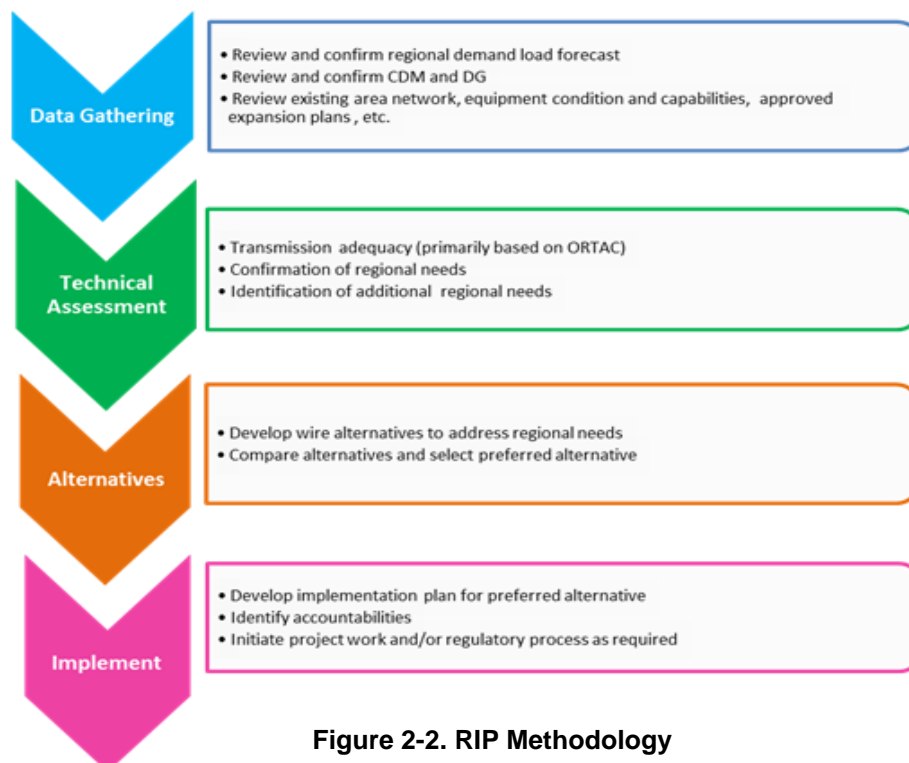 Data Gathering
• Review and confirm regional demand load forecast
• Review and confirm CDM and DG
• Review existing area network, equipment condition and capabilities, approved
expansion plans , etc.
Technical
Assessment
• Transmission adequacy (primarily based on ORTAC)
• Confirmation of regional needs
• Identification of additional regional needs
Alternatives
• Develop wire alternatives to address regional needs
• Compare alternatives and select preferred alternative
Implement
• Develop implementation plan for preferred alternative
• Identify accountabilities
• Initiate project work and/or regulatory process as required
Figure 2-2. RIP Methodology